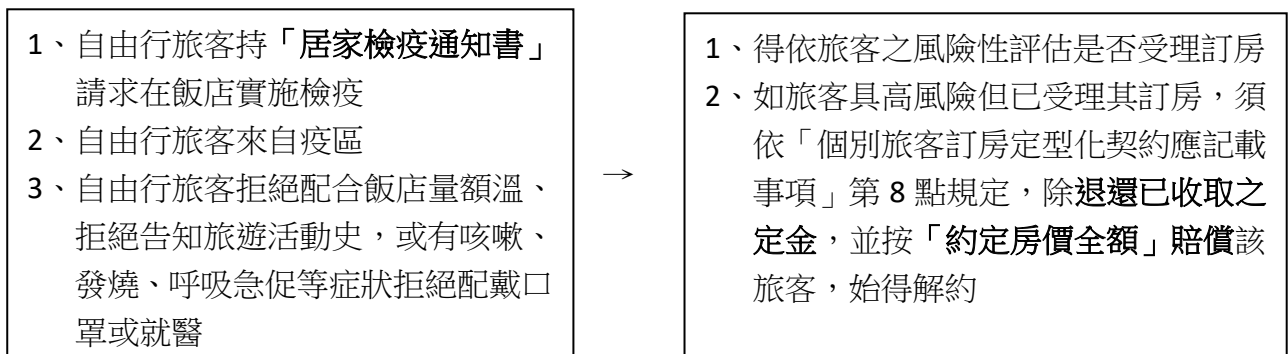 1、自由行旅客持「居家檢疫通知書」
請求在飯店實施檢疫
2、自由行旅客來自疫區
3、自由行旅客拒絕配合飯店量額溫、
拒絕告知旅遊活動史，或有咳嗽、
發燒、呼吸急促等症狀拒絕配戴口
罩或就醫
→
1、得依旅客之風險性評估是否受理訂房
2、如旅客具高風險但已受理其訂房，須
依「個別旅客訂房定型化契約應記載
事項」第 8 點規定，除退還已收取之
定金，並按「約定房價全額」賠償該
旅客，始得解約